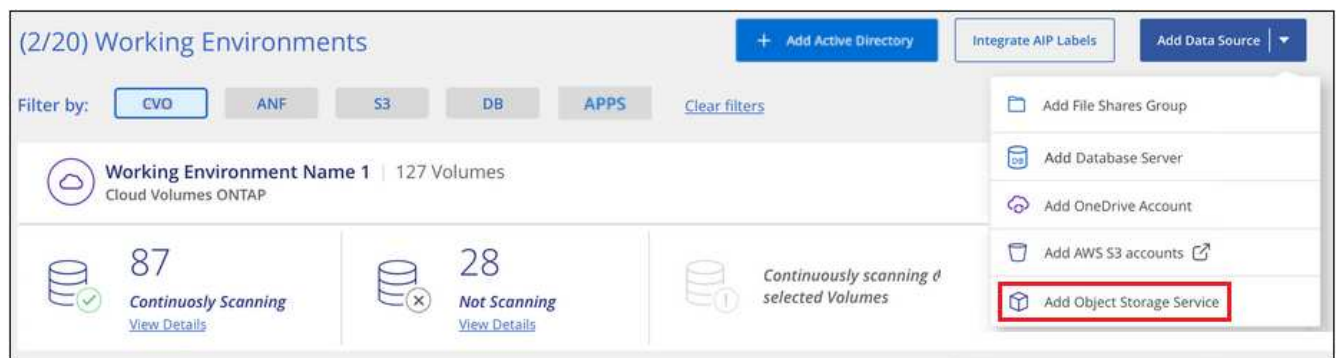 (2/20) Working Environments
+ Add Active Directory
Integrate AIP Labels
Add Data Source
Filter by:
CVO
ANF
S3
DB
APPS
Clear filters
Add File Shares Group
DB
Add Database Server
Working Environment Name 1 | 127 Volumes
Cloud Volumes ONTAP
Add OneDrive Account
Add AWS S3 accounts
87
Continuosly Scanning
View Details
28
Not Scanning
View Details
Continuously scanning
selected Volumes
Add Object Storage Service